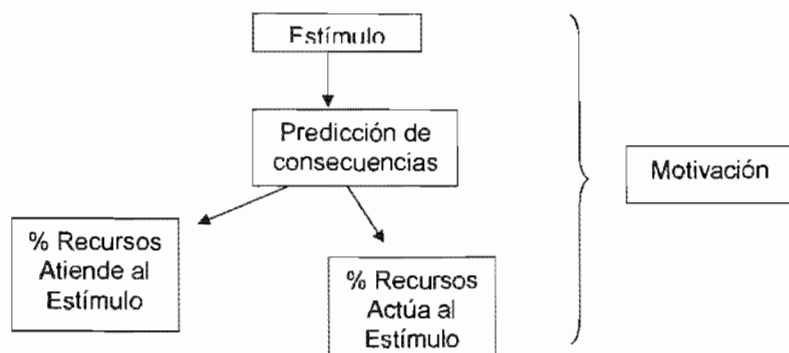 Estímulo
Predicción de
consecuencias
Motivación
% Recursos
Atiende al
Estímulo
% Recursos
Actúa al
Estímulo